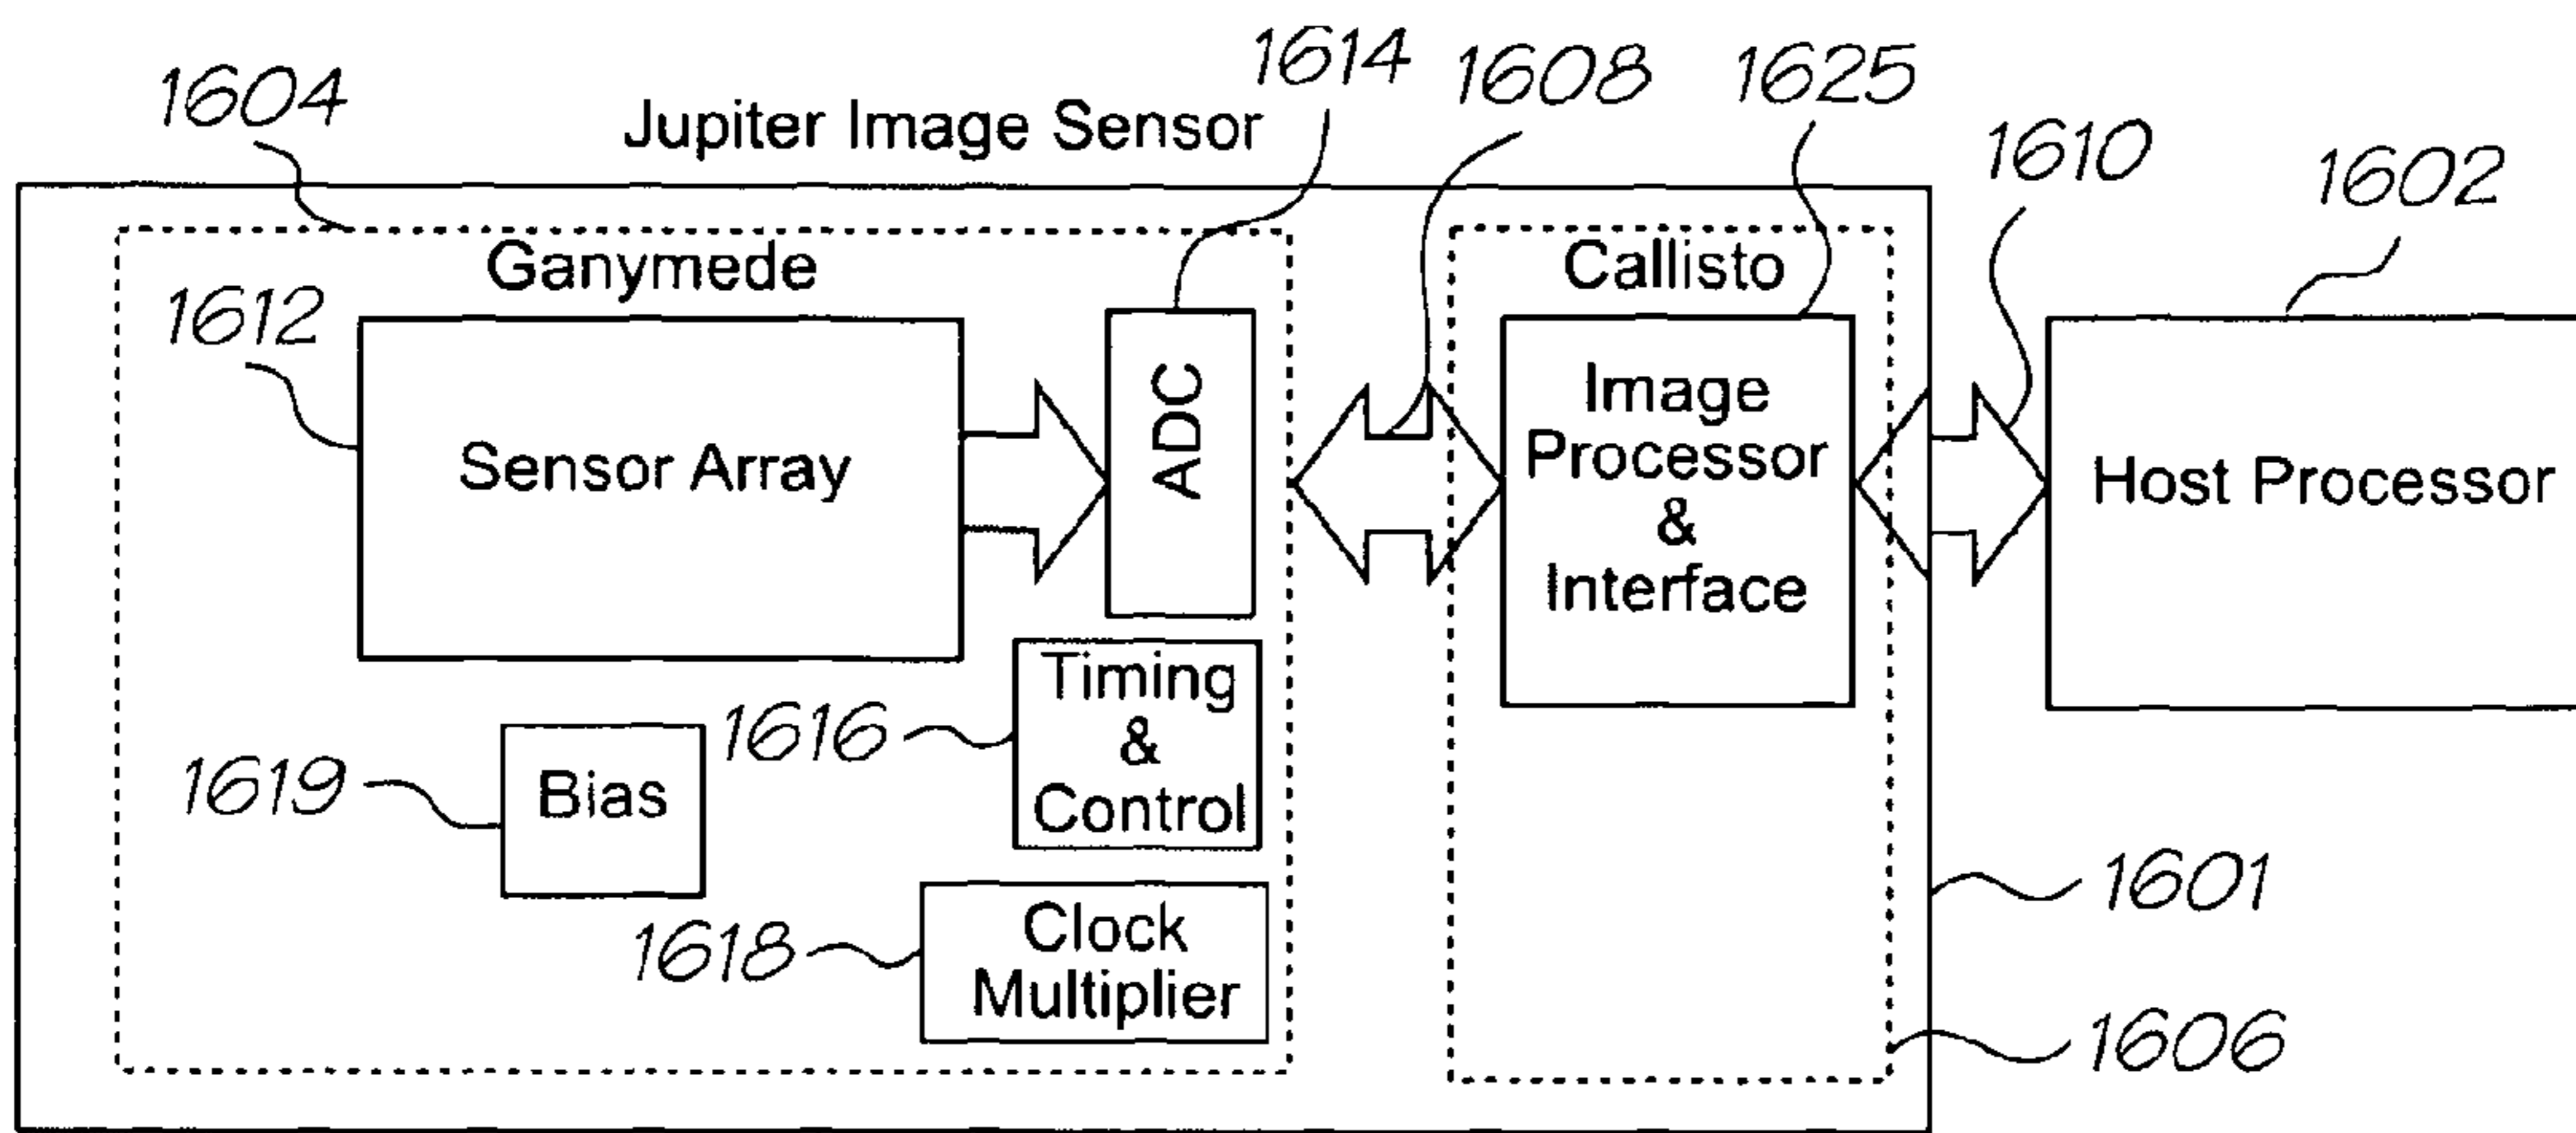 1604
Jupiter Image Sensor
1614
1608
1625
1610
1602
Ganymede
Callisto
1612
Sensor Array
ADC
Image
Processor
&
Interface
Host Processor
1616
Timing
&
Control
1619
Bias
1618
Clock
Multiplier
1601
1606